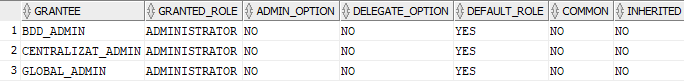 GRANTEE GRANTED_ROLE ADMIN_OPTION DELEGATE_OPTION DEFAULT_ROLE COMMON INHERITED
1 BDD_ADMIN ADMINISTRATOR NO NO YES NO NO
2 CENTRALIZAT_ADMIN ADMINISTRATOR NO NO YES NO NO
3 GLOBAL_ADMIN ADMINISTRATOR NO NO YES NO NO